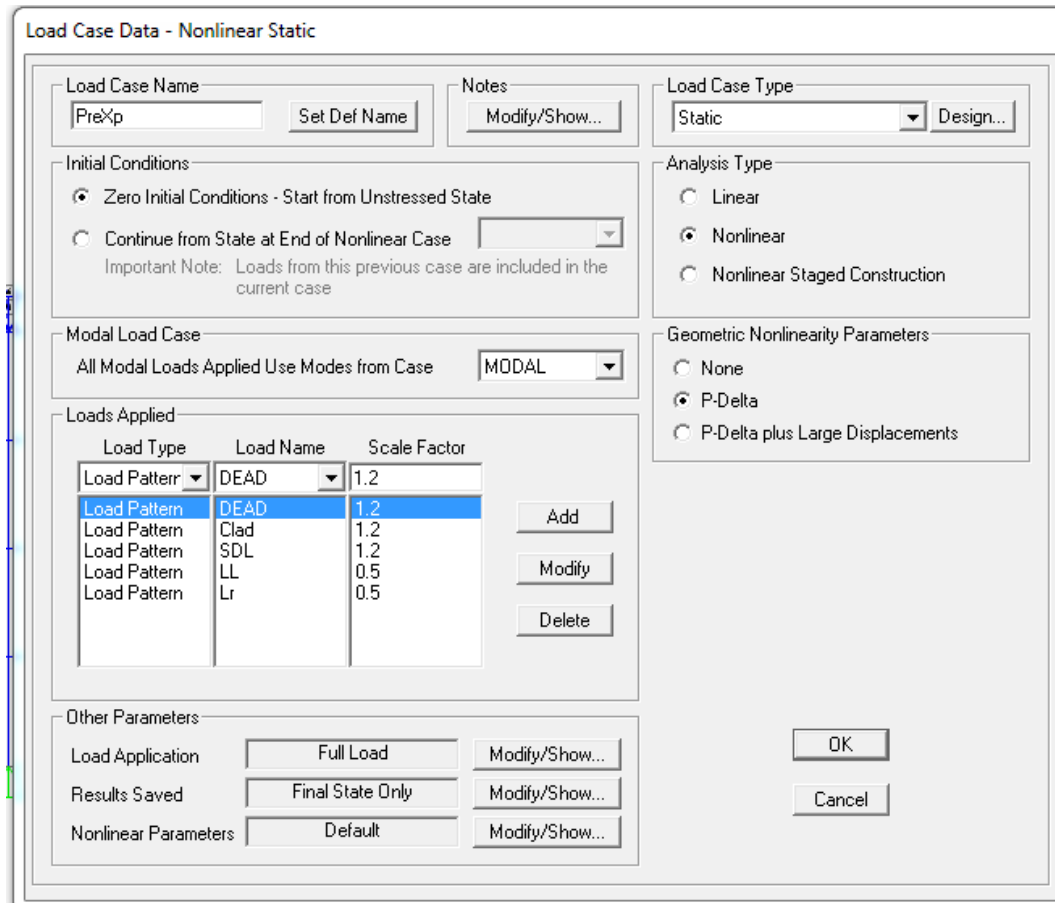 Load Case Data - Nonlinear Static
Load Case Name
PreXp
Set Def Name
Notes
Modify/Show...
Load Case Type
Static
Design...
Initial Conditions
Zero Initial Conditions - Start from Unstressed State
Continue from State at End of Nonlinear Case
Important Note: Loads from this previous case are included in the
current case
Analysis Type
Linear
Nonlinear
Nonlinear Staged Construction
Modal Load Case
All Modal Loads Applied Use Modes from Case
MODAL
Geometric Nonlinearity Parameters
None
P-Delta
P-Delta plus Large Displacements
Loads Applied
Load Type Load Name Scale Factor
Load Pattern DEAD 1.2
Load Pattern DEAD 1.2
Load Pattern Clad 1.2
Load Pattern SDL 1.2
Load Pattern LL 0.5
Load Pattern Lr 0.5
Add
Modify
Delete
Other Parameters
Load Application Full Load Modify/Show...
Results Saved Final State Only Modify/Show...
Nonlinear Parameters Default Modify/Show...
OK
Cancel